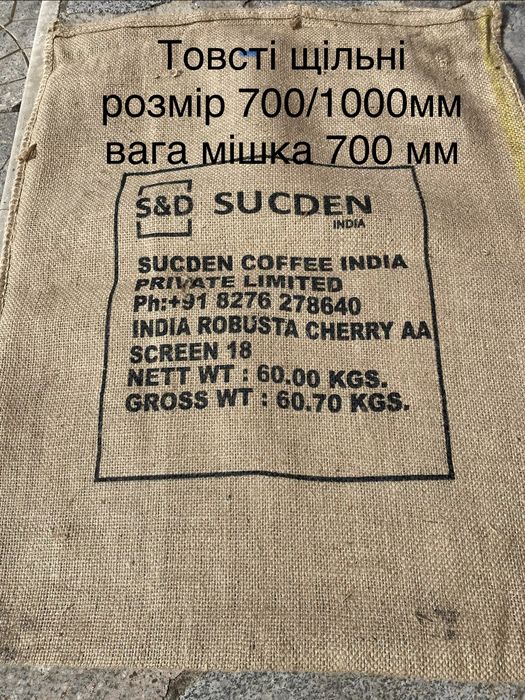 Товсті щільні
розмір 700/1000мм
вага мішка 700 мм
S&D SUCDEN
INDIA
SUCDEN COFFEE INDIA
PRIVATE LIMITED
Ph:+91 8276 278640
INDIA ROBUSTA CHERRY AA
SCREEN 18
NETT WT : 60.00 KGS.
GROSS WT : 60.70 KGS.